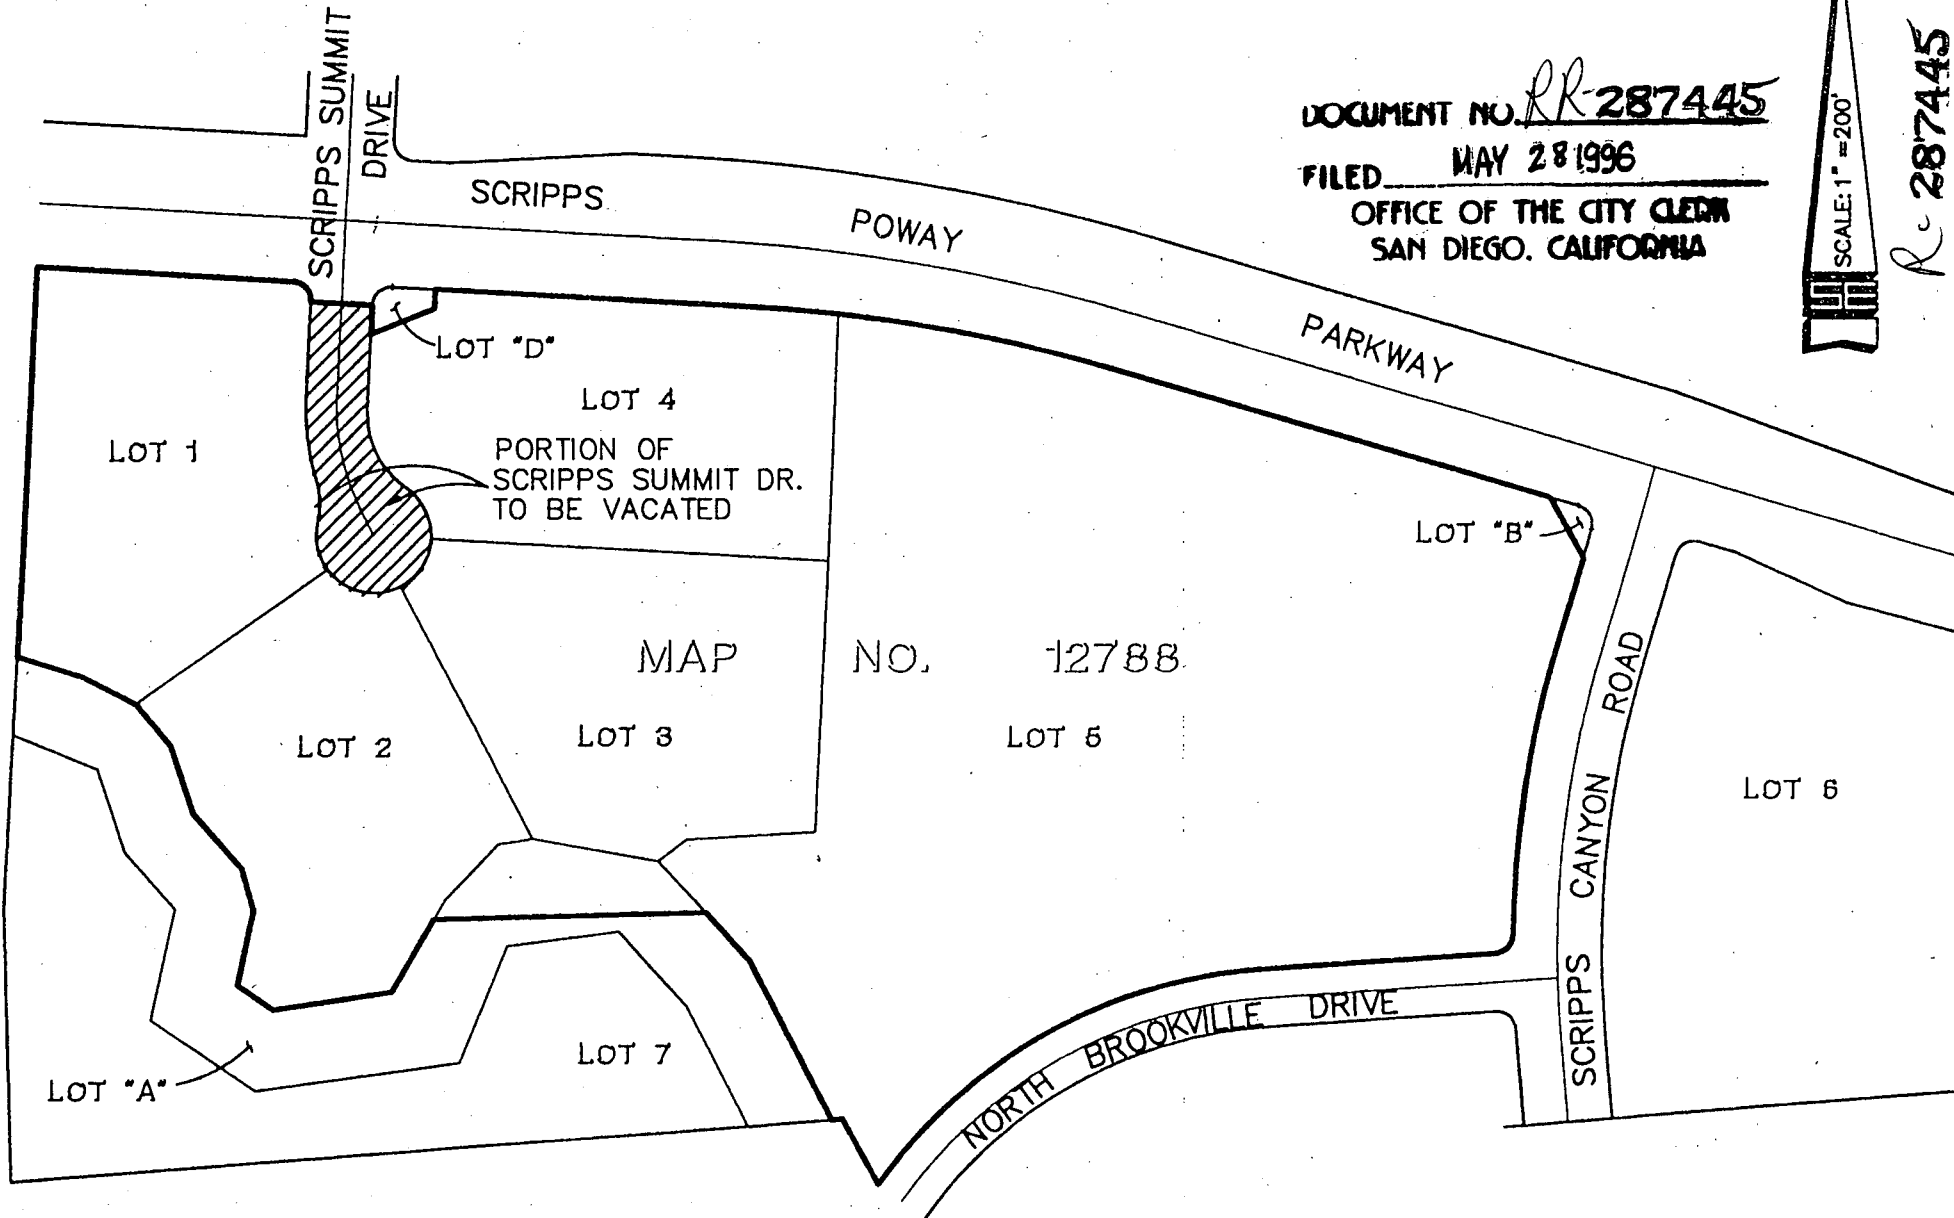 SCRIPPS SUMMIT
DRIVE
DOCUMENT NO. RR-287445
FILED MAY 28 1996
OFFICE OF THE CITY CLERK
SAN DIEGO. CALIFORNIA
SCALE: 1" = 200'
287445
SCRIPPS
POWAY
PARKWAY
LOT "D"
LOT 4
LOT 1
PORTION OF
SCRIPPS SUMMIT DR.
TO BE VACATED
LOT "B"
MAP NO. 12788
LOT 2
LOT 3
LOT 5
LOT 6
SCRIPPS CANYON ROAD
NORTH BROOKVILLE DRIVE
LOT 7
LOT "A"